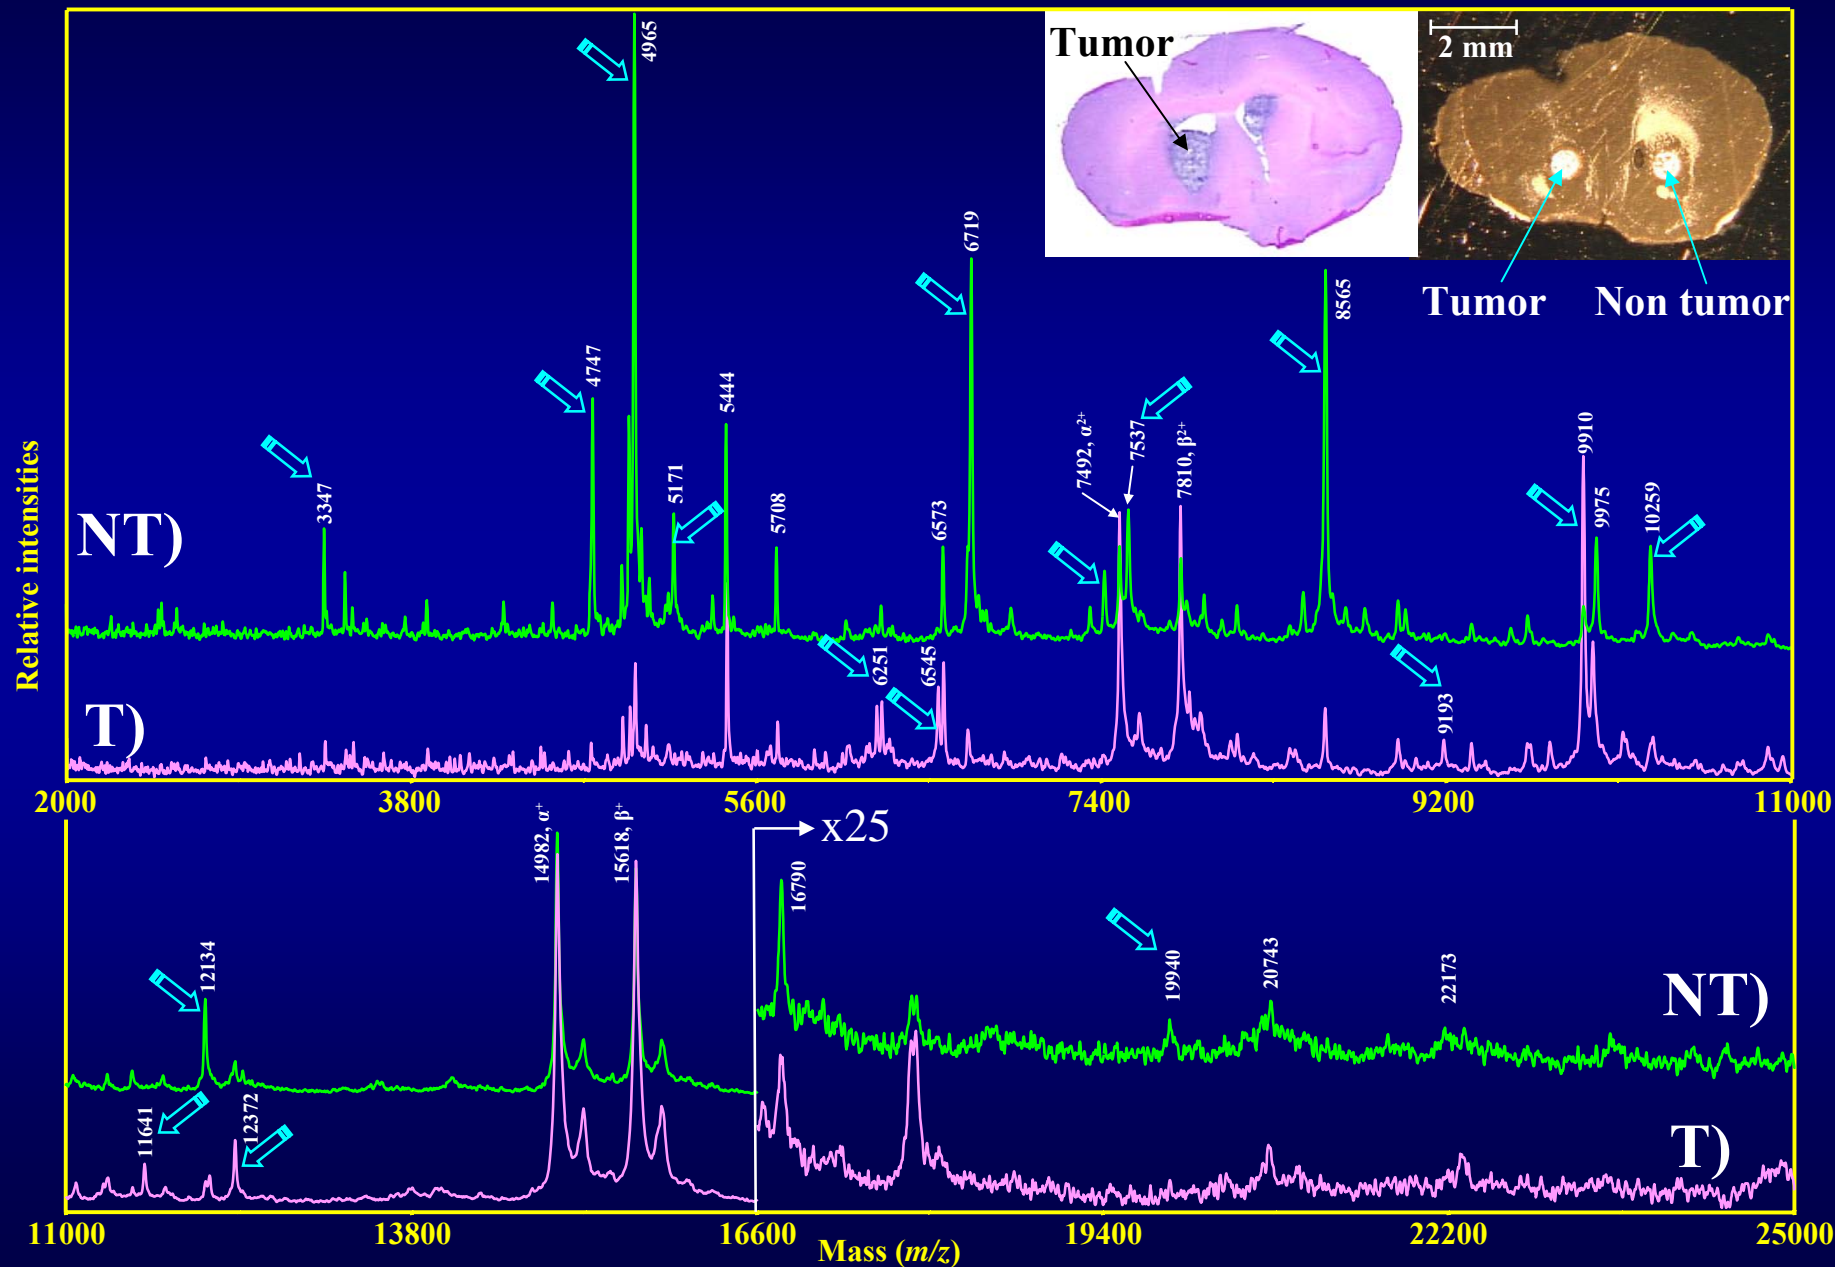 Tumor
2 mm
Tumor
Non tumor
Relative intensities
NT)
T)
3347
4747
4965
5171
5444
5708
6251
6545
6573
6719
7492, α²⁺
7537
7810, β²⁺
8565
9193
9910
9975
10259
2000
3800
5600
7400
9200
11000
x25
11641
12134
12372
14982, α⁺
15618, β⁺
16790
19940
20743
22173
NT)
T)
11000
13800
16600
19400
22200
25000
Mass (m/z)